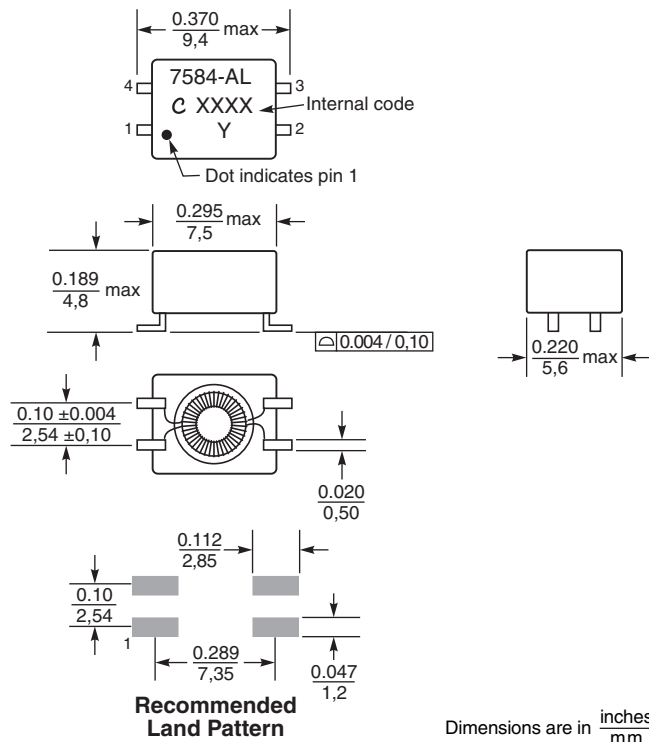 0.370
9,4 max
7584-AL
C XXXX
Y
4
3
1
2
Internal code
Dot indicates pin 1
0.295
7,5 max
0.189
4,8 max
0.004 / 0,10
0.220
5,6 max
0.10 ±0.004
2,54 ±0,10
0.020
0,50
0.112
2,85
0.10
2,54
1
0.289
7,35
0.047
1,2
Recommended
Land Pattern
Dimensions are in inches
mm